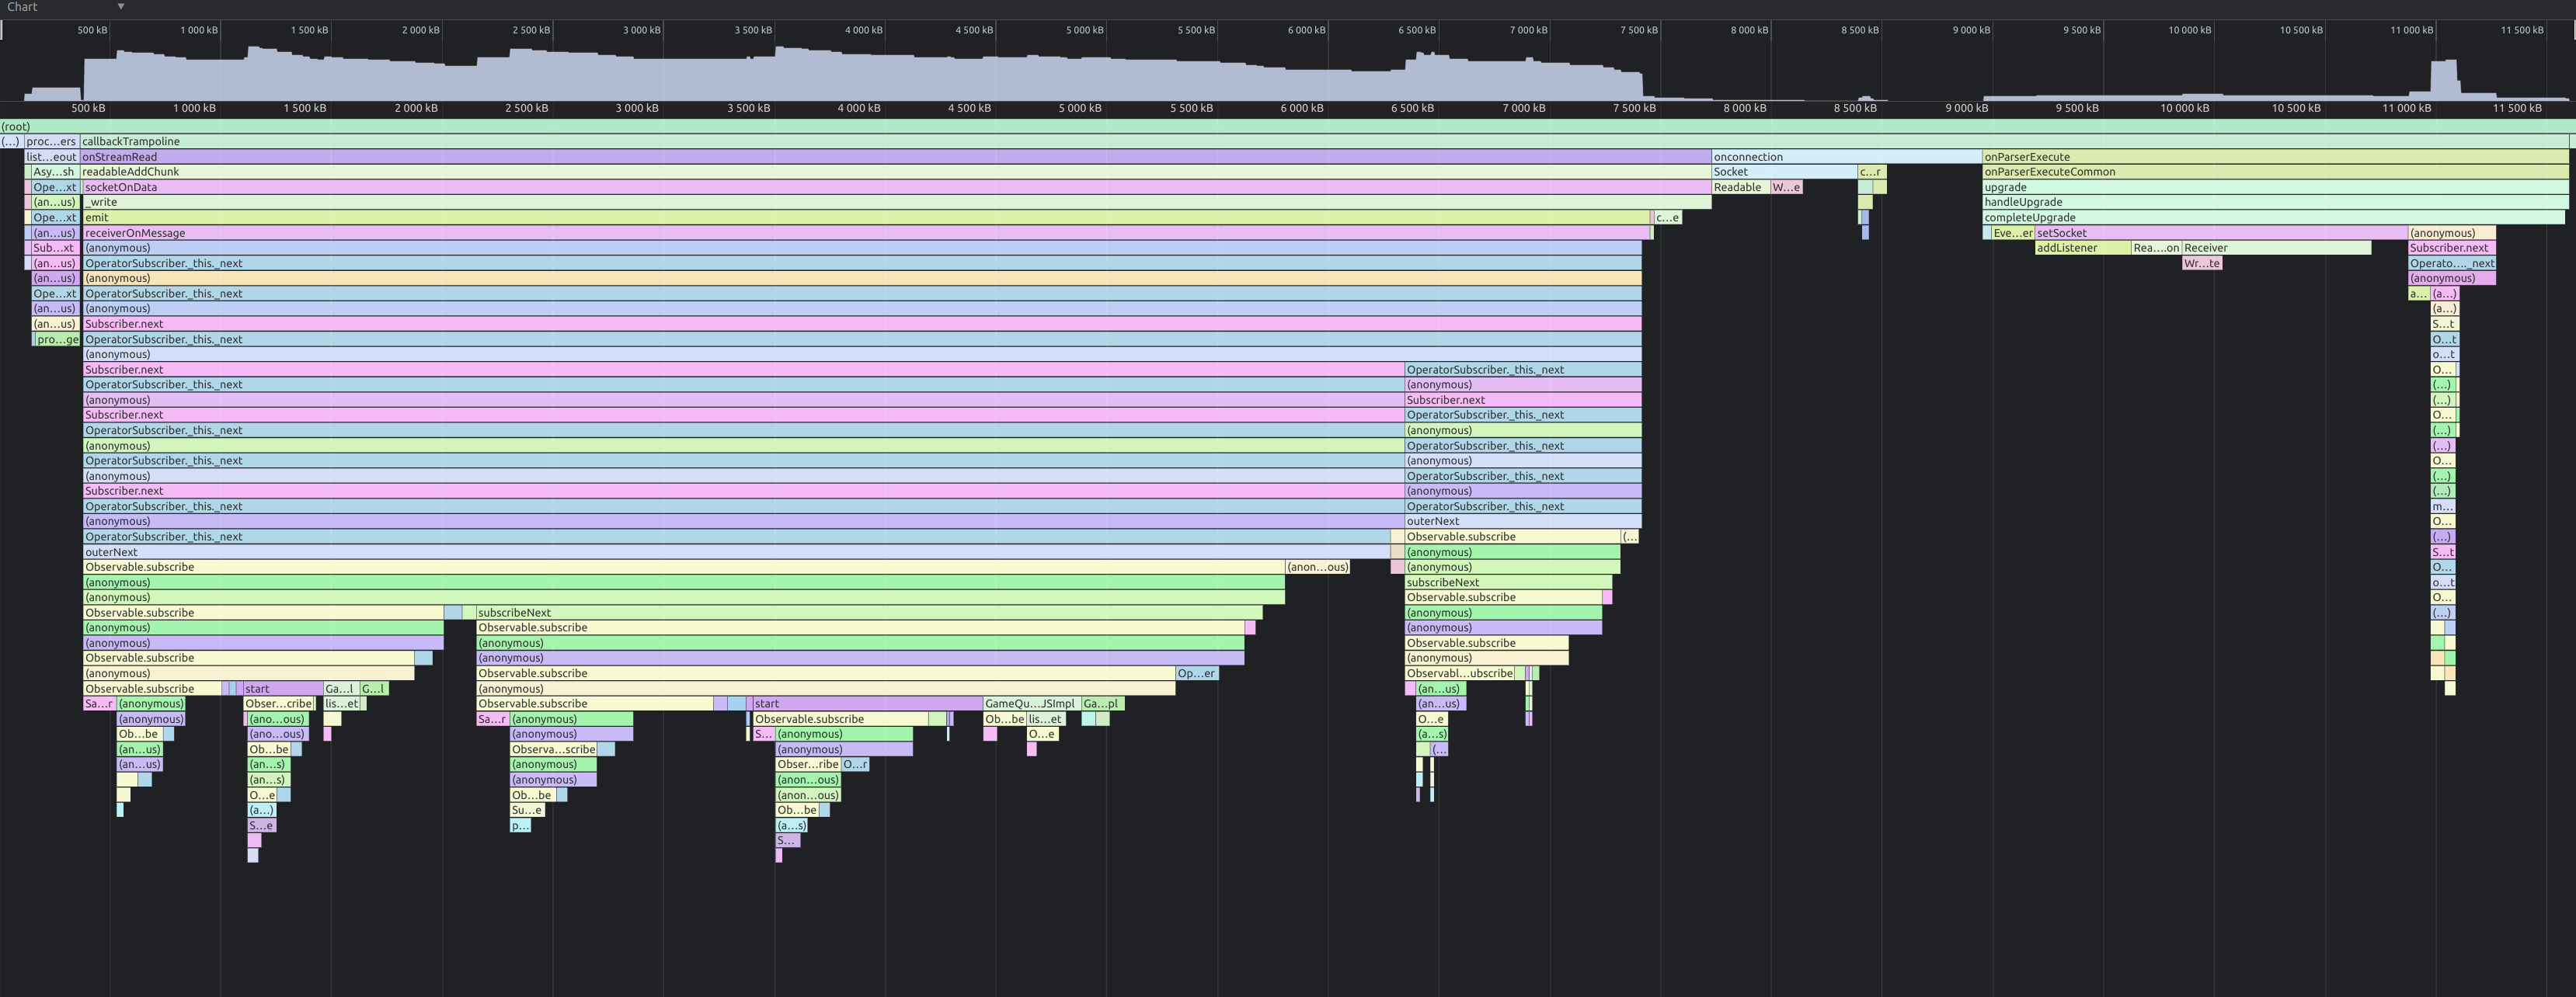 Chart ▼
500 kB 1 000 kB 1 500 kB 2 000 kB 2 500 kB 3 000 kB 3 500 kB 4 000 kB 4 500 kB 5 000 kB 5 500 kB 6 000 kB 6 500 kB 7 000 kB 7 500 kB 8 000 kB 8 500 kB 9 000 kB 9 500 kB 10 000 kB 10 500 kB 11 000 kB 11 500 kB
500 kB 1 000 kB 1 500 kB 2 000 kB 2 500 kB 3 000 kB 3 500 kB 4 000 kB 4 500 kB 5 000 kB 5 500 kB 6 000 kB 6 500 kB 7 000 kB 7 500 kB 8 000 kB 8 500 kB 9 000 kB 9 500 kB 10 000 kB 10 500 kB 11 000 kB 11 500 kB
(root)
(...) proc...ers callbackTrampoline
list...eout onStreamRead onconnection onParserExecute
Asy...sh readableAddChunk Socket c...r onParserExecuteCommon
Ope...xt socketOnData Readable W...e upgrade
(an...us) _write handleUpgrade
Ope...xt emit c...e completeUpgrade
(an...us) receiverOnMessage Eve...er setSocket (anonymous)
Sub...xt (anonymous) addListener Rea....on Receiver Subscriber.next
(an...us) OperatorSubscriber._this._next Wr...te Operato...._next
(an...us) (anonymous) (anonymous)
Ope...xt OperatorSubscriber._this._next a... (a...)
(an...us) (anonymous) (a...)
(an...us) Subscriber.next S...t
pro...ge OperatorSubscriber._this._next O...t
(anonymous) o...t
Subscriber.next OperatorSubscriber._this._next O...
OperatorSubscriber._this._next (anonymous) (...)
(anonymous) Subscriber.next (...)
Subscriber.next OperatorSubscriber._this._next O...
OperatorSubscriber._this._next (anonymous) (...)
(anonymous) OperatorSubscriber._this._next (...)
OperatorSubscriber._this._next (anonymous) O...
(anonymous) OperatorSubscriber._this._next (...)
Subscriber.next (anonymous) (...)
OperatorSubscriber._this._next OperatorSubscriber._this._next m...
(anonymous) outerNext O...
OperatorSubscriber._this._next Observable.subscribe (... (...)
outerNext (anonymous) S...t
Observable.subscribe (anon...ous) (anonymous) O...
(anonymous) subscribeNext o...t
(anonymous) Observable.subscribe O...
Observable.subscribe subscribeNext (anonymous) (...)
(anonymous) Observable.subscribe (anonymous)
(anonymous) (anonymous) Observable.subscribe
Observable.subscribe (anonymous) (anonymous)
(anonymous) Observable.subscribe Op...er Observabl...ubscribe
Observable.subscribe start Ga...l G...l (anonymous) (an...us)
Sa...r (anonymous) Obser...cribe lis...et Observable.subscribe start GameQu...JSImpl Ga...pl (an...us)
(anonymous) (ano...ous) Sa...r (anonymous) Observable.subscribe Ob...be lis...et O...e
Ob...be (ano...ous) (anonymous) S... (anonymous) O...e (a...s)
(an...us) Ob...be Observa...scribe (anonymous) (...
(an...us) (an...s) (anonymous) Obser...ribe O...r
(an...s) (anonymous) (anon...ous)
O...e Ob...be (anon...ous)
(a...) Su...e Ob...be
S...e p... (a...s)
S...